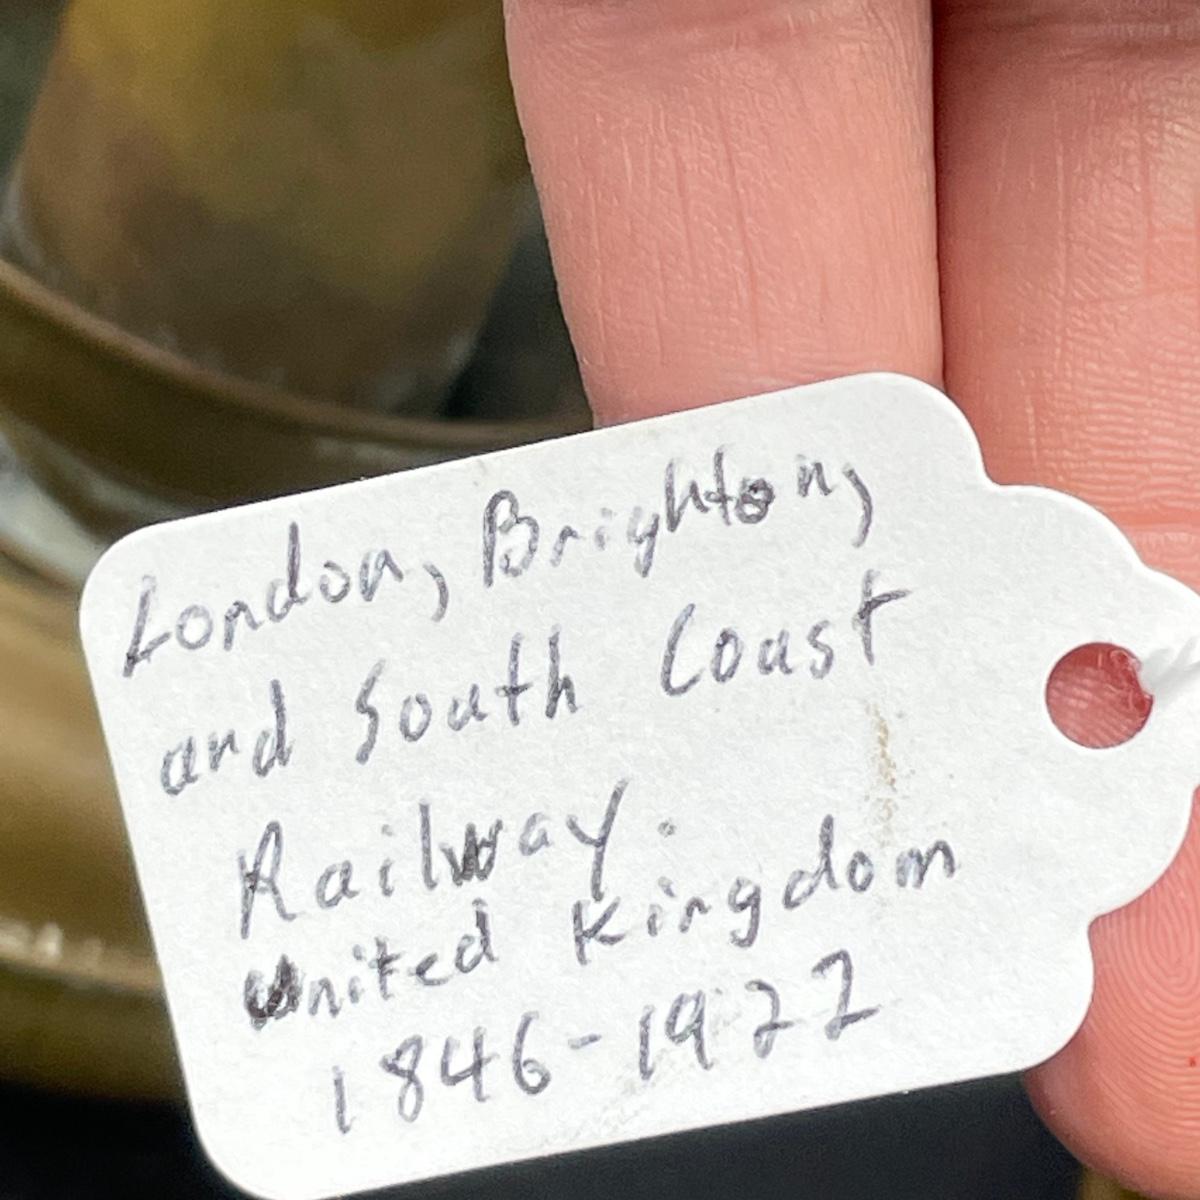 London, Brighton,
and South Coast
Railway.
United Kingdom
1846-1922